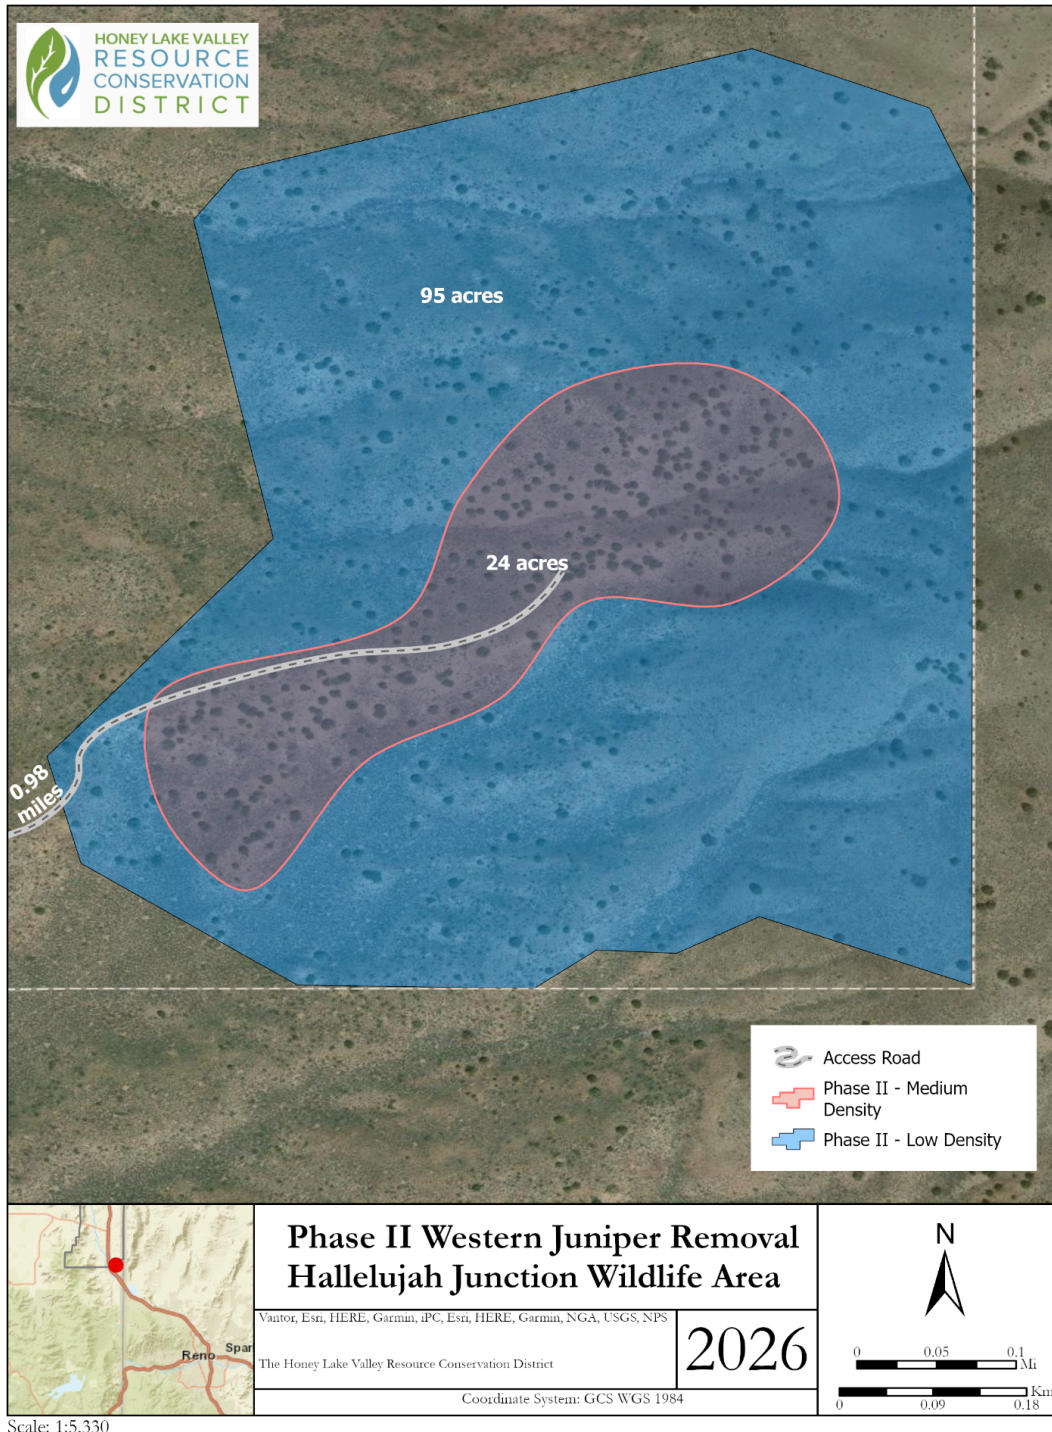 HONEY LAKE VALLEY
RESOURCE
CONSERVATION
DISTRICT
95 acres
24 acres
0.98
miles
Access Road
Phase II - Medium
Density
Phase II - Low Density
Reno
Spar
Phase II Western Juniper Removal
Hallelujah Junction Wildlife Area
Vantor, Esri, HERE, Garmin, iPC, Esri, HERE, Garmin, NGA, USGS, NPS
The Honey Lake Valley Resource Conservation District
2026
Coordinate System: GCS WGS 1984
N
0 0.05 0.1
Mi
Km
0 0.09 0.18
Scale: 1:5,330